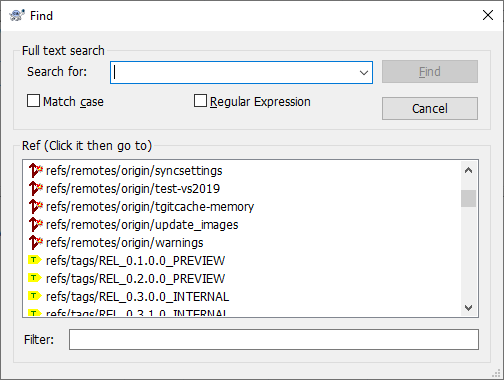 Find
Full text search
Search for:
Find
Match case
Regular Expression
Cancel
Ref (Click it then go to)
refs/remotes/origin/syncsettings
refs/remotes/origin/test-vs2019
refs/remotes/origin/tgitcache-memory
refs/remotes/origin/update_images
refs/remotes/origin/warnings
refs/tags/REL_0.1.0.0_PREVIEW
refs/tags/REL_0.2.0.0_PREVIEW
refs/tags/REL_0.3.0.0_INTERNAL
refs/tags/REL_0.3.1.0_INTERNAL
Filter: